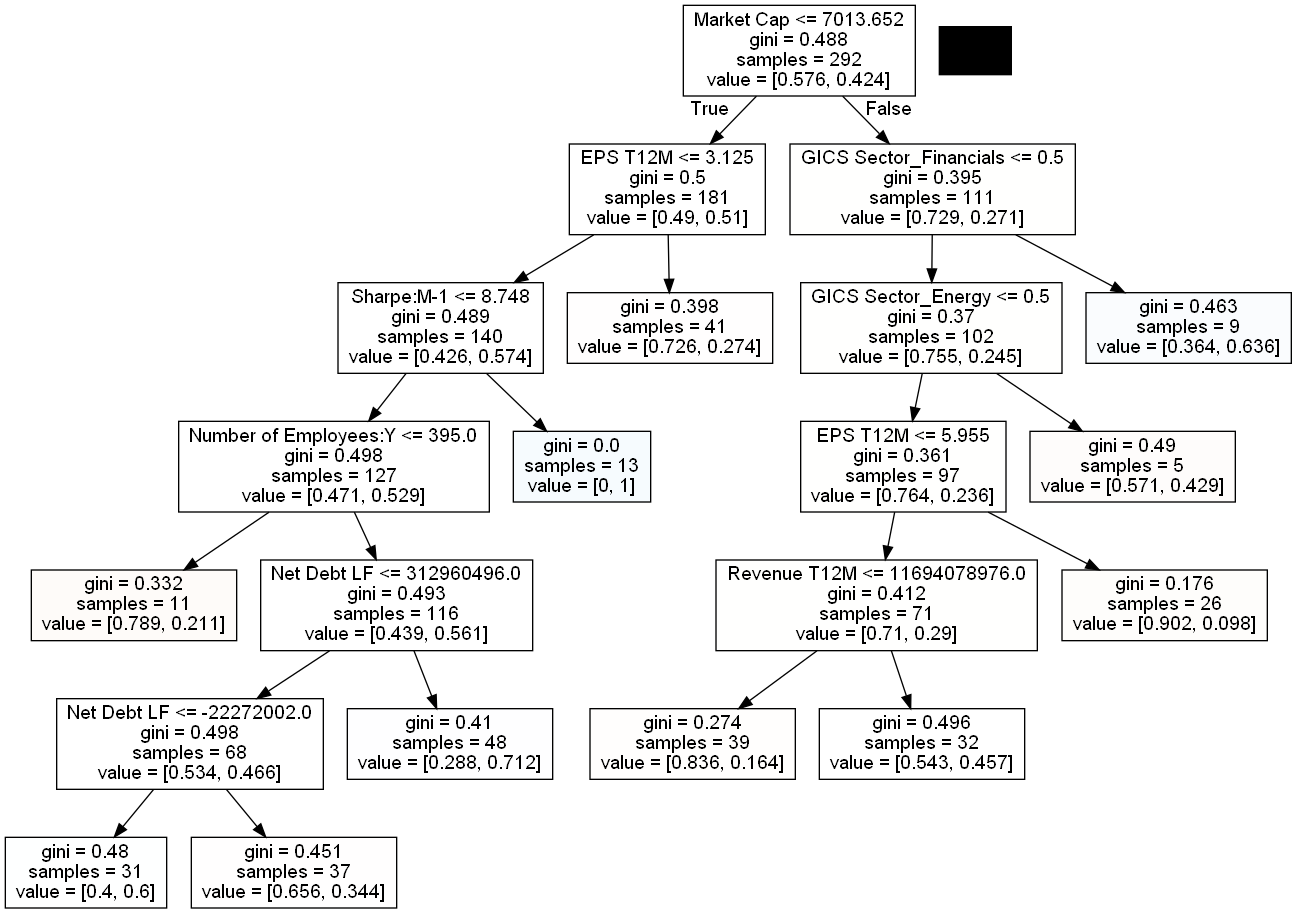 Market Cap <= 7013.652
gini = 0.488
samples = 292
value = [0.576, 0.424]
True
False
EPS T12M <= 3.125
gini = 0.5
samples = 181
value = [0.49, 0.51]
GICS Sector_Financials <= 0.5
gini = 0.395
samples = 111
value = [0.729, 0.271]
Sharpe:M-1 <= 8.748
gini = 0.489
samples = 140
value = [0.426, 0.574]
gini = 0.398
samples = 41
value = [0.726, 0.274]
GICS Sector_Energy <= 0.5
gini = 0.37
samples = 102
value = [0.755, 0.245]
gini = 0.463
samples = 9
value = [0.364, 0.636]
Number of Employees:Y <= 395.0
gini = 0.498
samples = 127
value = [0.471, 0.529]
gini = 0.0
samples = 13
value = [0, 1]
EPS T12M <= 5.955
gini = 0.361
samples = 97
value = [0.764, 0.236]
gini = 0.49
samples = 5
value = [0.571, 0.429]
gini = 0.332
samples = 11
value = [0.789, 0.211]
Net Debt LF <= 312960496.0
gini = 0.493
samples = 116
value = [0.439, 0.561]
Revenue T12M <= 11694078976.0
gini = 0.412
samples = 71
value = [0.71, 0.29]
gini = 0.176
samples = 26
value = [0.902, 0.098]
Net Debt LF <= -22272002.0
gini = 0.498
samples = 68
value = [0.534, 0.466]
gini = 0.41
samples = 48
value = [0.288, 0.712]
gini = 0.274
samples = 39
value = [0.836, 0.164]
gini = 0.496
samples = 32
value = [0.543, 0.457]
gini = 0.48
samples = 31
value = [0.4, 0.6]
gini = 0.451
samples = 37
value = [0.656, 0.344]